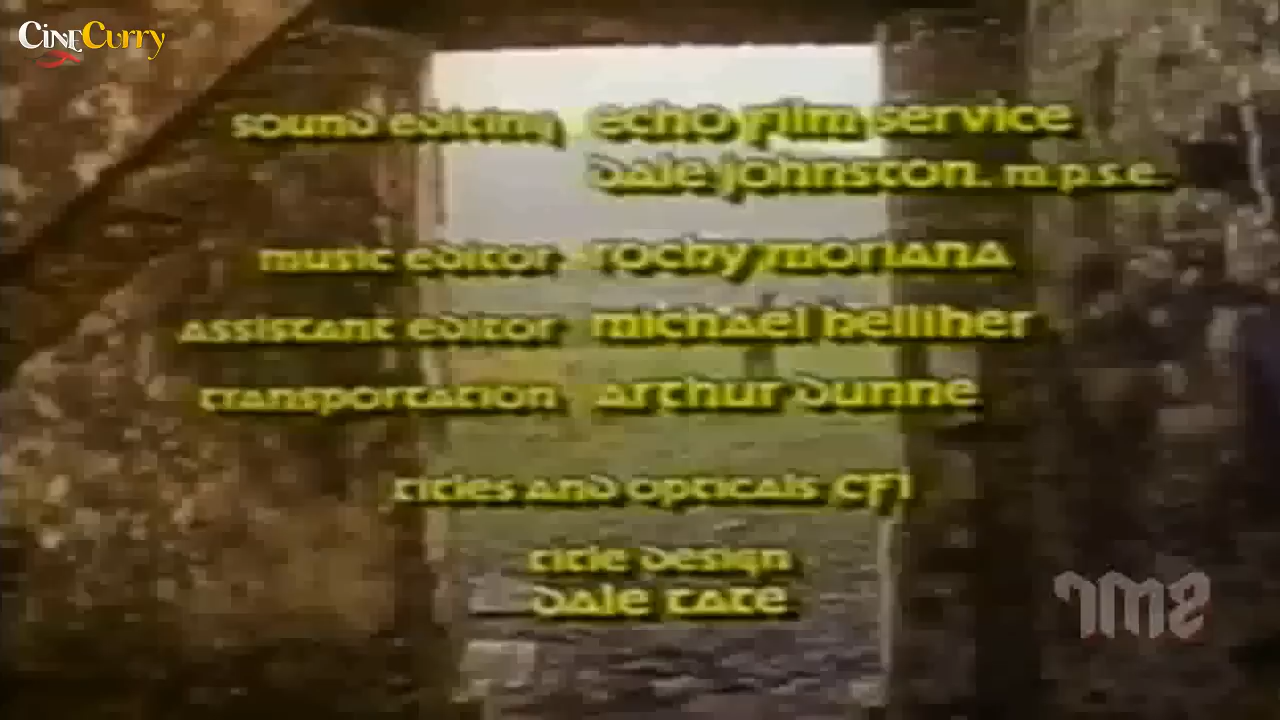 CineCurry
sound editing echo film service
dale johnston. m.p.s.e.
music editor rocky moriana
assistant editor michael kelliher
transportation arthur dunne
titles and opticals CFI
title design
dale tate